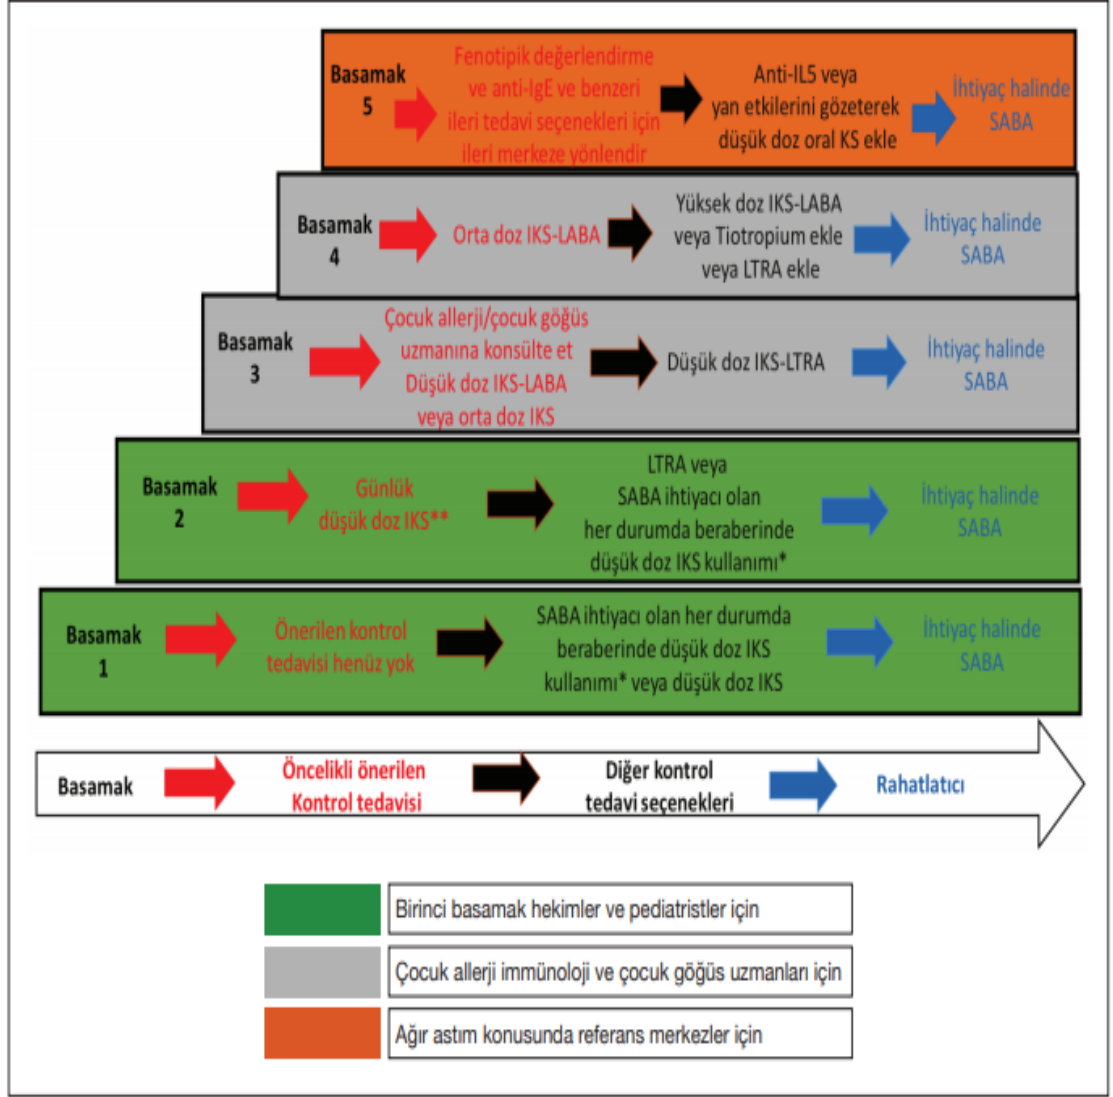 Basamak
5
Fenotipik değerlendirme
ve anti-IgE ve benzeri
ileri tedavi seçenekleri için
ileri merkeze yönlendir
Anti-IL5 veya
yan etkilerini gözeterek
düşük doz oral KS ekle
İhtiyaç halinde
SABA
Basamak
4
Orta doz IKS-LABA
Yüksek doz IKS-LABA
veya Tiotropium ekle
veya LTRA ekle
İhtiyaç halinde
SABA
Basamak
3
Çocuk allerji/çocuk göğüs
uzmanına konsülte et
Düşük doz IKS-LABA
veya orta doz IKS
Düşük doz IKS-LTRA
İhtiyaç halinde
SABA
Basamak
2
Günlük
düşük doz IKS**
LTRA veya
SABA ihtiyacı olan
her durumda beraberinde
düşük doz IKS kullanımı*
İhtiyaç halinde
SABA
Basamak
1
Önerilen kontrol
tedavisi henüz yok
SABA ihtiyacı olan her durumda
beraberinde düşük doz IKS
kullanımı* veya düşük doz IKS
İhtiyaç halinde
SABA
Basamak
Öncelikli önerilen
Kontrol tedavisi
Diğer kontrol
tedavi seçenekleri
Rahatlatıcı
Birinci basamak hekimler ve pediatristler için
Çocuk allerji immünoloji ve çocuk göğüs uzmanları için
Ağır astım konusunda referans merkezler için